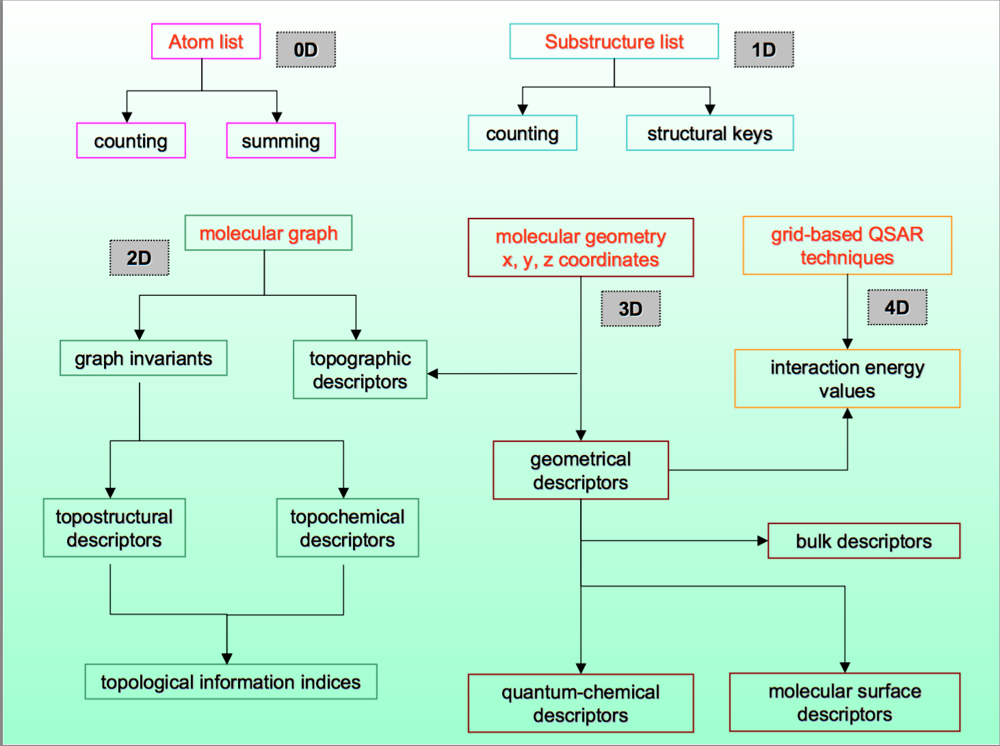 Atom list
0D
counting
summing
Substructure list
1D
counting
structural keys
molecular graph
2D
graph invariants
topographic
descriptors
topostructural
descriptors
topochemical
descriptors
topological information indices
molecular geometry
x, y, z coordinates
3D
geometrical
descriptors
bulk descriptors
quantum-chemical
descriptors
molecular surface
descriptors
grid-based QSAR
techniques
4D
interaction energy
values